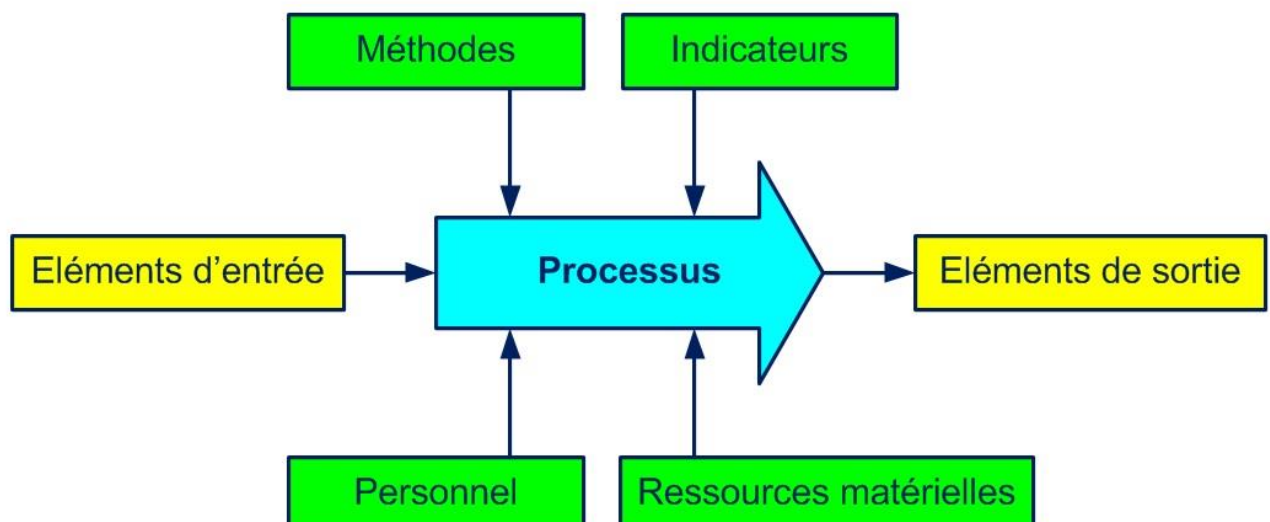 Méthodes
Indicateurs
Eléments d’entrée
Processus
Eléments de sortie
Personnel
Ressources matérielles